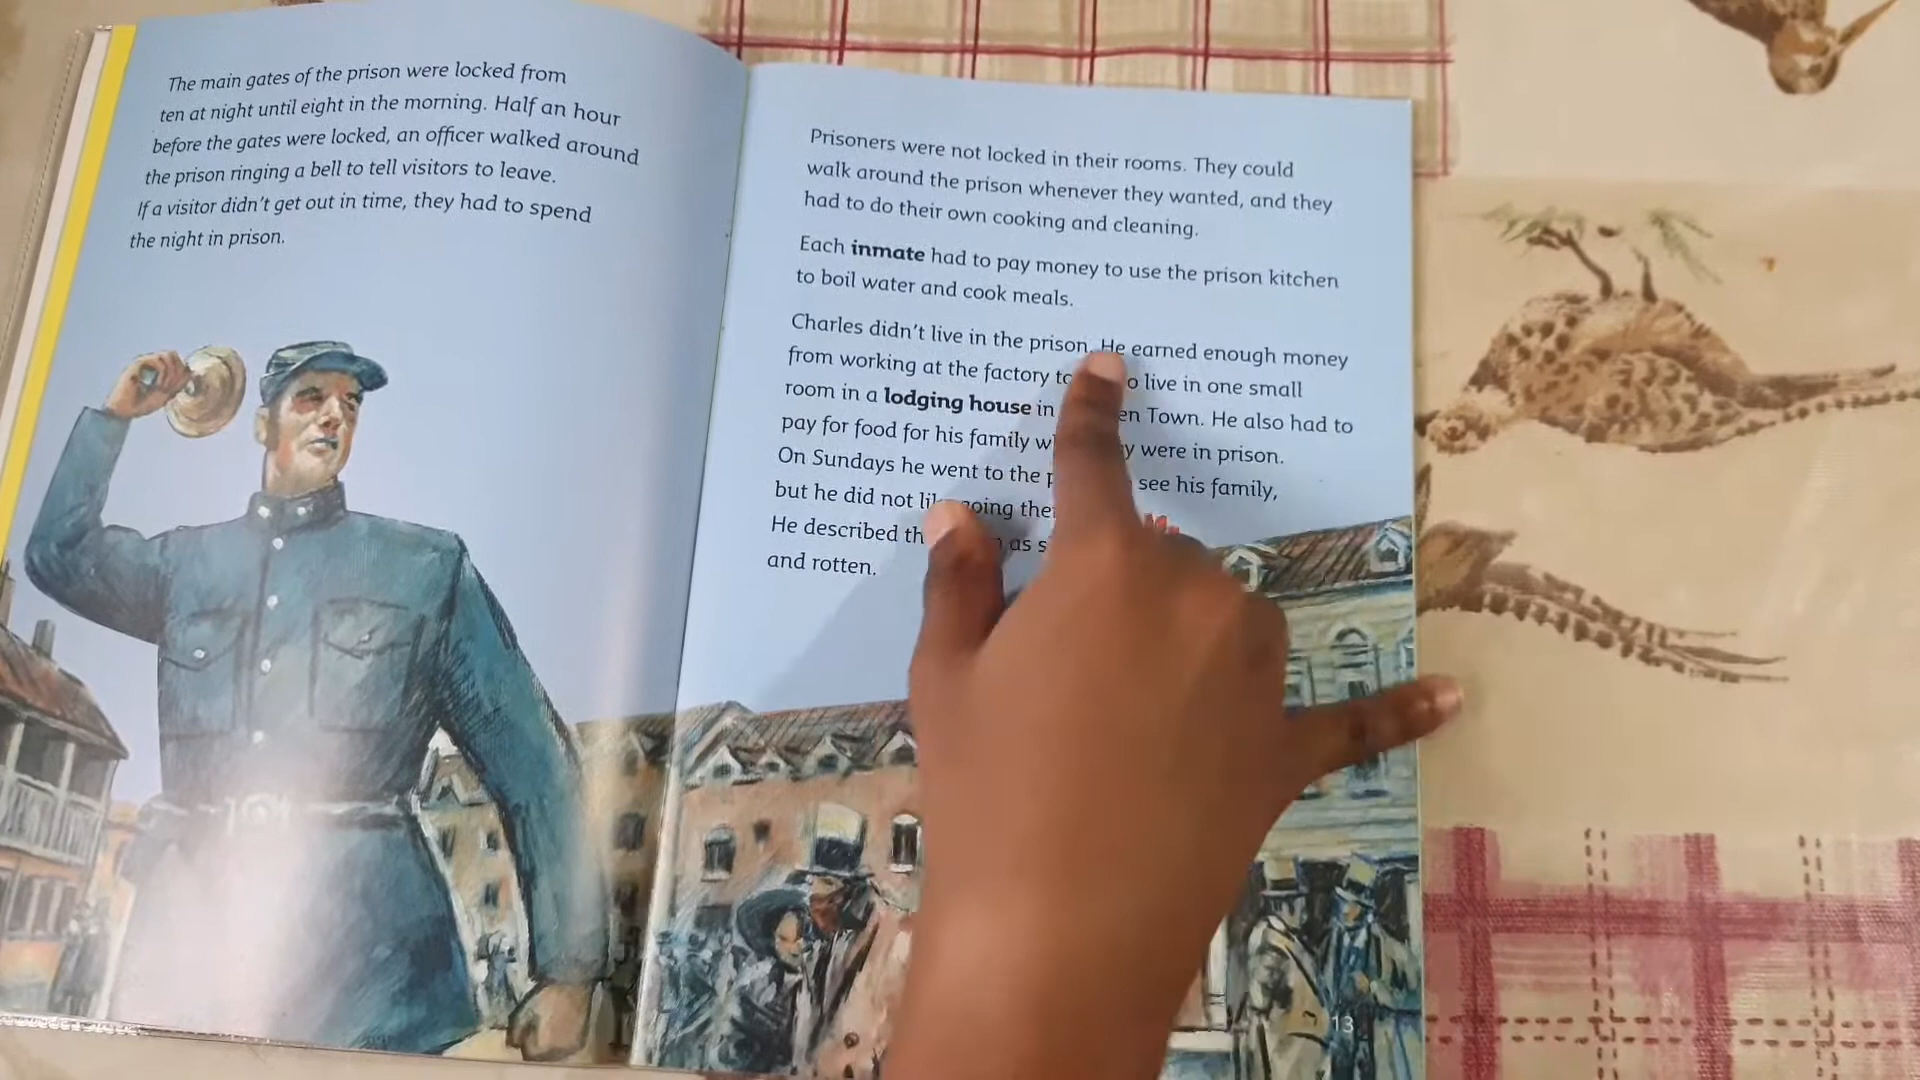 The main gates of the prison were locked from
ten at night until eight in the morning. Half an hour
before the gates were locked, an officer walked around
the prison ringing a bell to tell visitors to leave.
If a visitor didn't get out in time, they had to spend
the night in prison.
Prisoners were not locked in their rooms. They could
walk around the prison whenever they wanted, and they
had to do their own cooking and cleaning.
Each inmate had to pay money to use the prison kitchen
to boil water and cook meals.
Charles didn't live in the prison. He earned enough money
from working at the factory to live in one small
room in a lodging house in Town. He also had to
pay for food for his family were in prison.
On Sundays he went to the see his family,
but he did not going
He described as
and rotten.
13